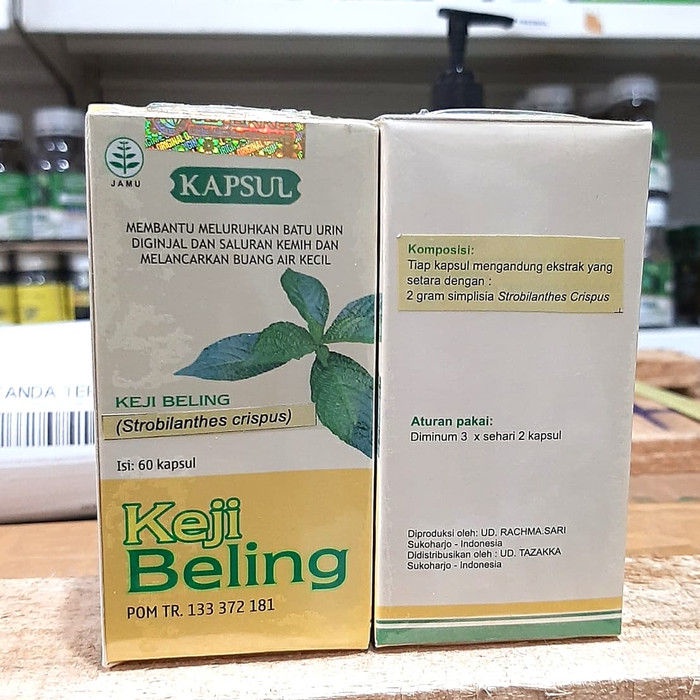 JAMU
KAPSUL
MEMBANTU MELURUHKAN BATU URIN
DIGINJAL DAN SALURAN KEMIH DAN
MELANCARKAN BUANG AIR KECIL
KEJI BELING
(Strobilanthes crispus)
Isi: 60 kapsul
Keji
Beling
POM TR. 133 372 181
Komposisi:
Tiap kapsul mengandung ekstrak yang
setara dengan :
2 gram simplisia Strobilanthes Crispus
Aturan pakai:
Diminum 3 x sehari 2 kapsul
Diproduksi oleh: UD. RACHMA.SARI
Sukoharjo - Indonesia
Didistribusikan oleh : UD. TAZAKKA
Sukoharjo - Indonesia
ANDA